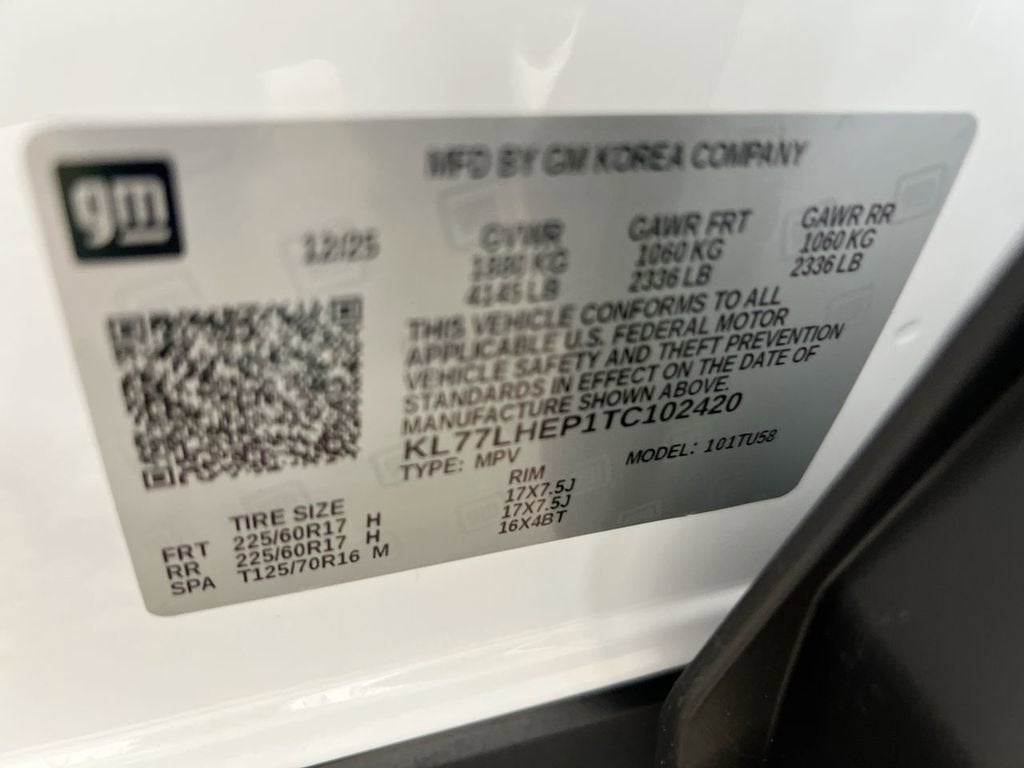 gm
MFD BY GM KOREA COMPANY
12/25
GVWR GAWR FRT GAWR RR
1880 KG 1060 KG 1060 KG
4145 LB 2336 LB 2336 LB
THIS VEHICLE CONFORMS TO ALL
APPLICABLE U.S. FEDERAL MOTOR
VEHICLE SAFETY AND THEFT PREVENTION
STANDARDS IN EFFECT ON THE DATE OF
MANUFACTURE SHOWN ABOVE.
KL77LHEP1TC102420
TYPE: MPV MODEL: 101TU58
TIRE SIZE RIM
FRT 225/60R17 H 17X7.5J
RR 225/60R17 H 17X7.5J
SPA T125/70R16 M 16X4BT